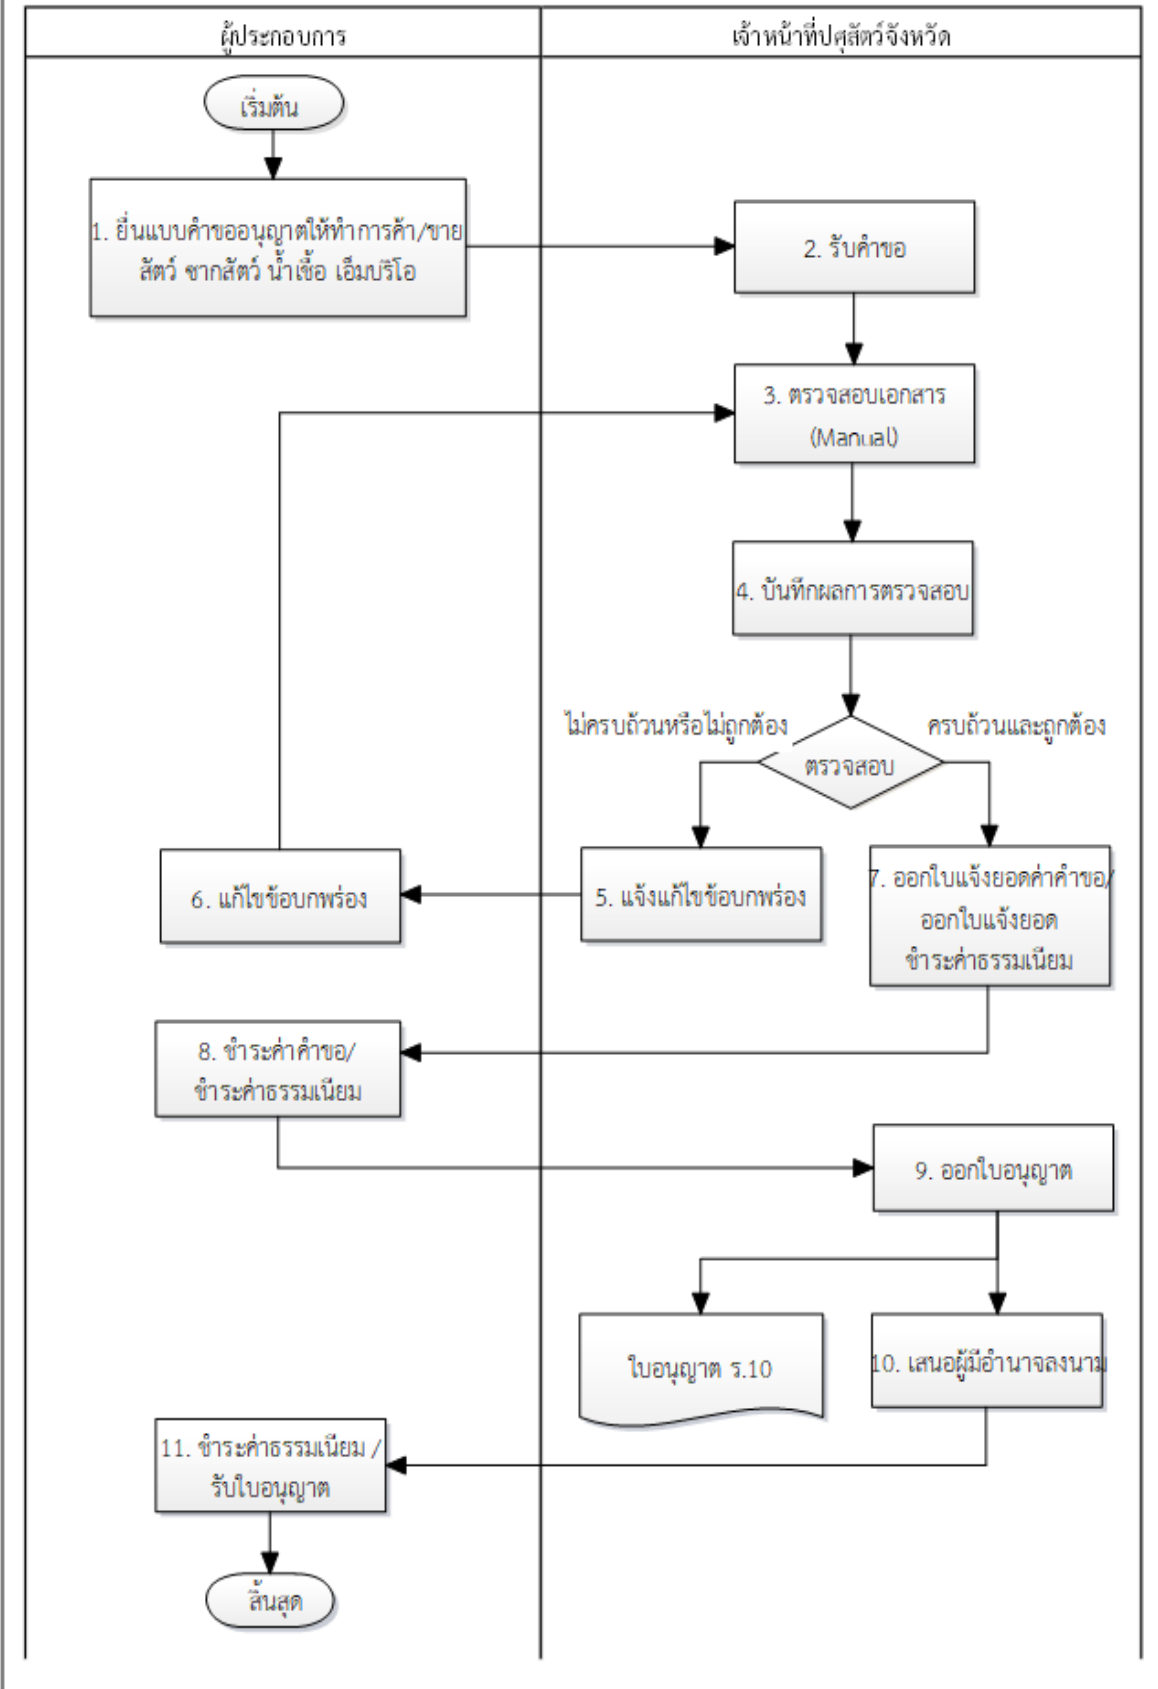 ผู้ประกอบการ
เจ้าหน้าที่ปศุสัตว์จังหวัด
เริ่มต้น
1. ยื่นแบบคำขออนุญาตให้ทำการค้า/ขาย
สัตว์ ซากสัตว์ น้ำเชื้อ เอ็มบริโอ
2. รับคำขอ
3. ตรวจสอบเอกสาร
(Manual)
4. บันทึกผลการตรวจสอบ
ไม่ครบถ้วนหรือไม่ถูกต้อง
ครบถ้วนและถูกต้อง
ตรวจสอบ
5. แจ้งแก้ไขข้อบกพร่อง
6. แก้ไขข้อบกพร่อง
7. ออกใบแจ้งยอดค่าคำขอ/
ออกใบแจ้งยอด
ชำระค่าธรรมเนียม
8. ชำระค่าคำขอ/
ชำระค่าธรรมเนียม
9. ออกใบอนุญาต
ใบอนุญาต ร.10
10. เสนอผู้มีอำนาจลงนาม
11. ชำระค่าธรรมเนียม /
รับใบอนุญาต
สิ้นสุด